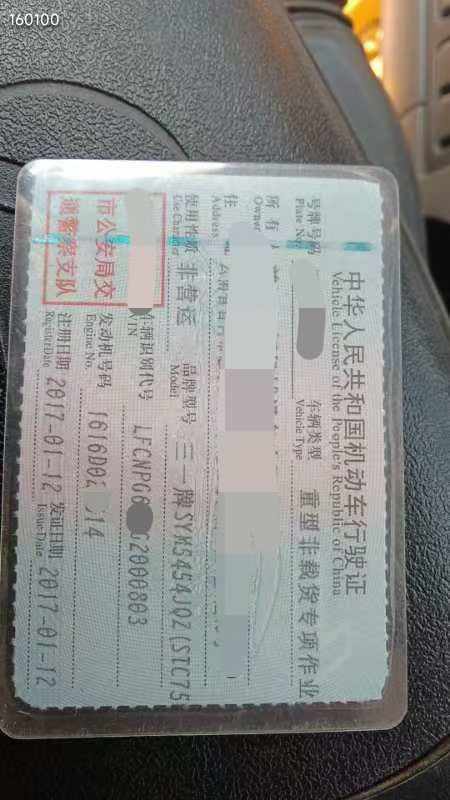 160100
中华人民共和国机动车行驶证
Vehicle License of the People's Republic of China
号牌号码
Plate No.
车辆类型 重型非载货专项作业
Vehicle Type
所有
Owner
住
Address
使用性质 非营运
Use Character
品牌型号 三一牌SYM5454JQZ(STC75
Model
市公安局交
通警察支队
车辆识别代号 LFCNPG6 62000803
VIN
发动机号码 1616D02 14
Engine No.
注册日期 2017-01-12
Register Date
发证日期 2017-01-12
Issue Date